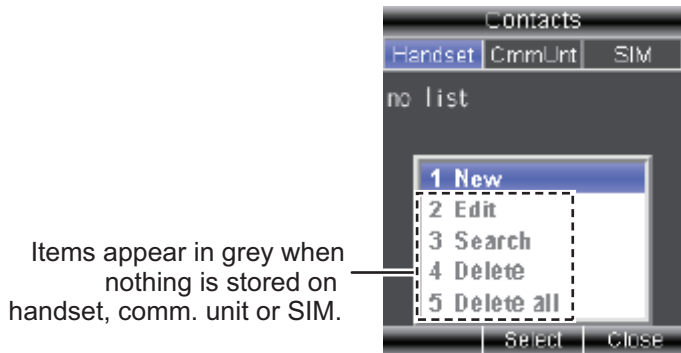 Contacts
Handset CmmUnt SIM
no list
1 New
2 Edit
3 Search
4 Delete
5 Delete all
Select Close
Items appear in grey when
nothing is stored on
handset, comm. unit or SIM.